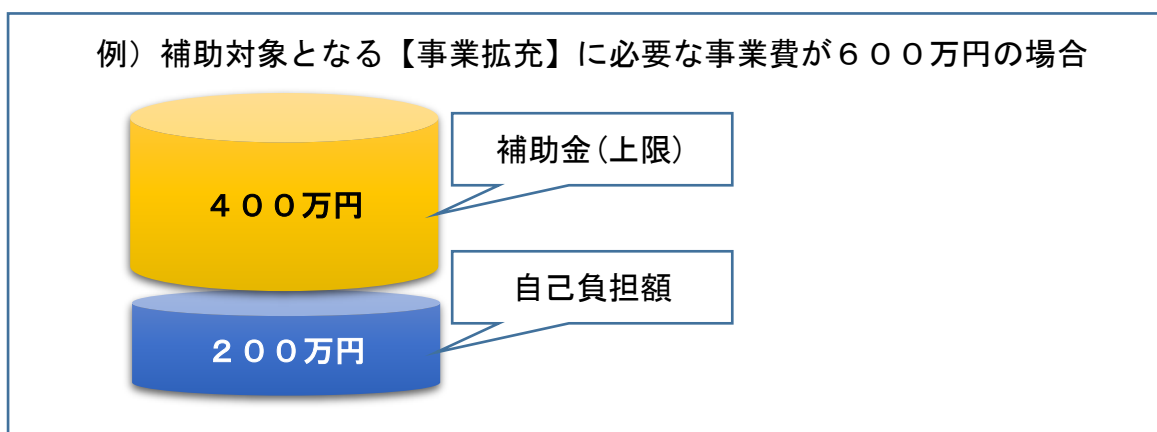 例）補助対象となる【事業拡充】に必要な事業費が６００万円の場合
補助金（上限）
４００万円
自己負担額
２００万円